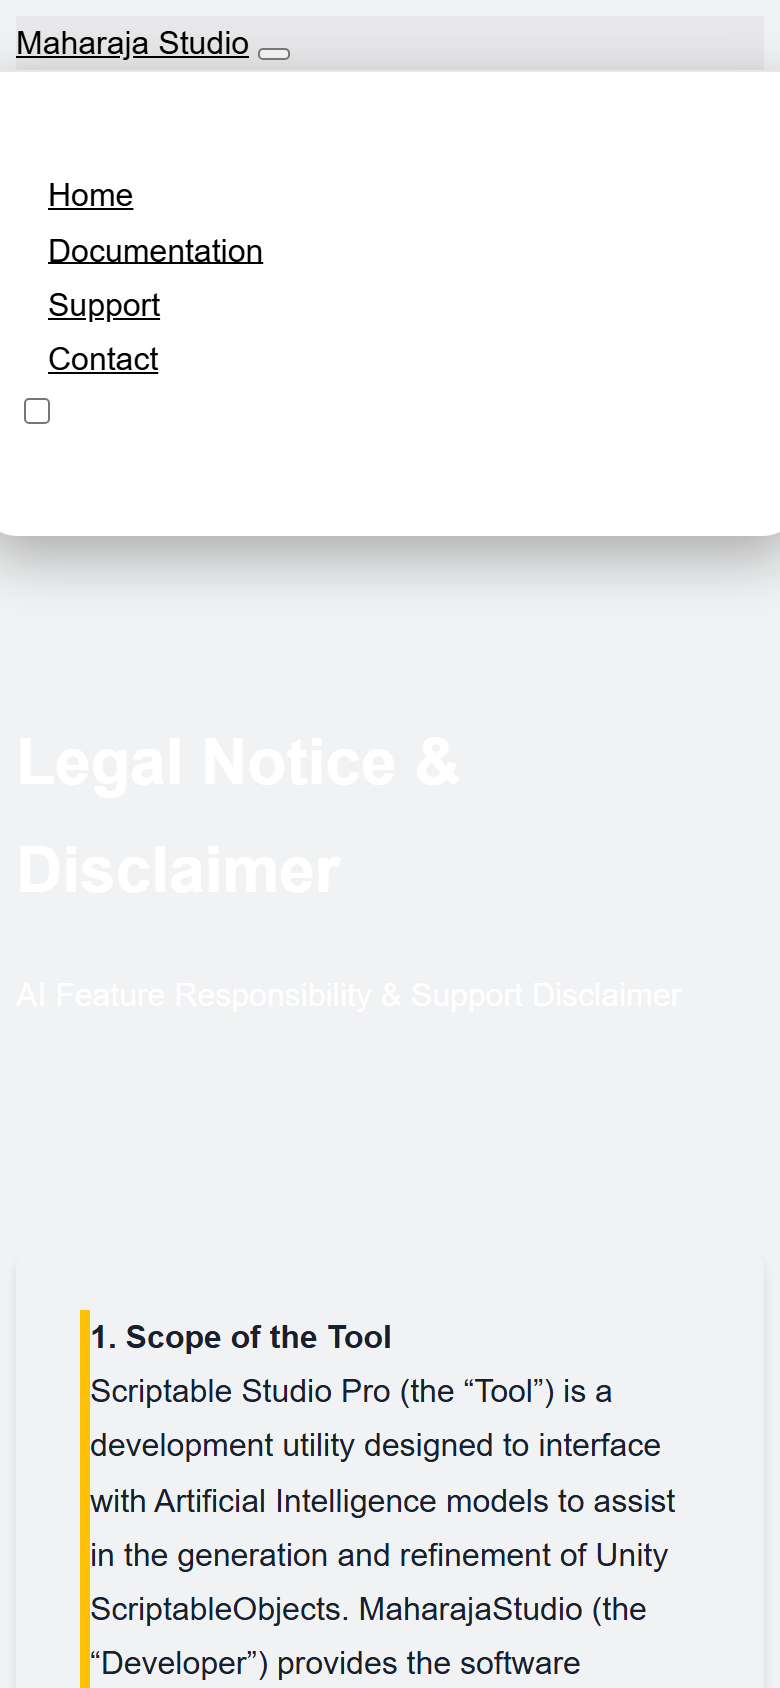 Maharaja Studio
Home
Documentation
Support
Contact
Legal Notice &
Disclaimer
AI Feature Responsibility & Support Disclaimer
1. Scope of the Tool
Scriptable Studio Pro (the “Tool”) is a
development utility designed to interface
with Artificial Intelligence models to assist
in the generation and refinement of Unity
ScriptableObjects. MaharajaStudio (the
“Developer”) provides the software